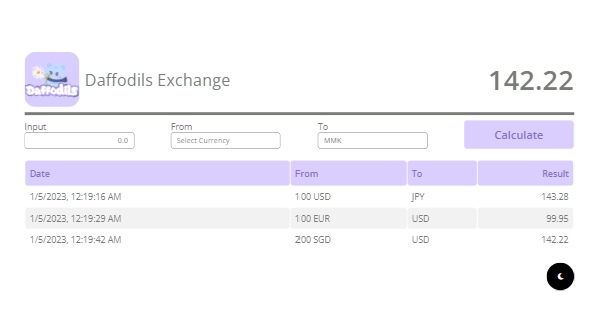 Daffodils
Daffodils Exchange
142.22
Input From To
0.0 Select Currency MMK Calculate
Date From To Result
1/5/2023, 12:19:16 AM 100 USD JPY 143.28
1/5/2023, 12:19:29 AM 100 EUR USD 99.95
1/5/2023, 12:19:42 AM 200 SGD USD 142.22